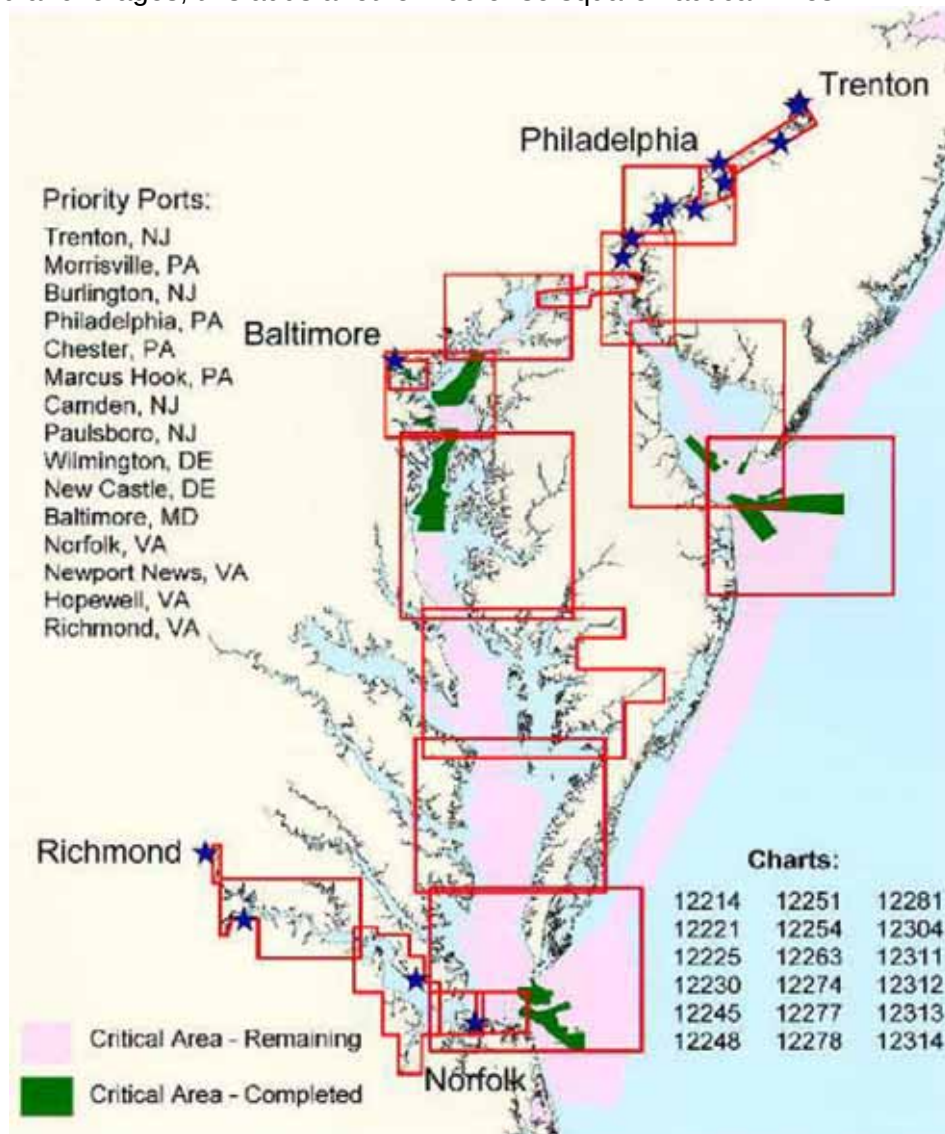 Trenton
Philadelphia
Priority Ports:
Trenton, NJ
Morrisville, PA
Burlington, NJ
Philadelphia, PA
Chester, PA
Marcus Hook, PA
Camden, NJ
Paulsboro, NJ
Wilmington, DE
New Castle, DE
Baltimore, MD
Norfolk, VA
Newport News, VA
Hopewell, VA
Richmond, VA
Baltimore
Richmond
Norfolk
Charts:
12214 12251 12281
12221 12254 12304
12225 12263 12311
12230 12274 12312
12245 12277 12313
12248 12278 12314
Critical Area - Remaining
Critical Area - Completed